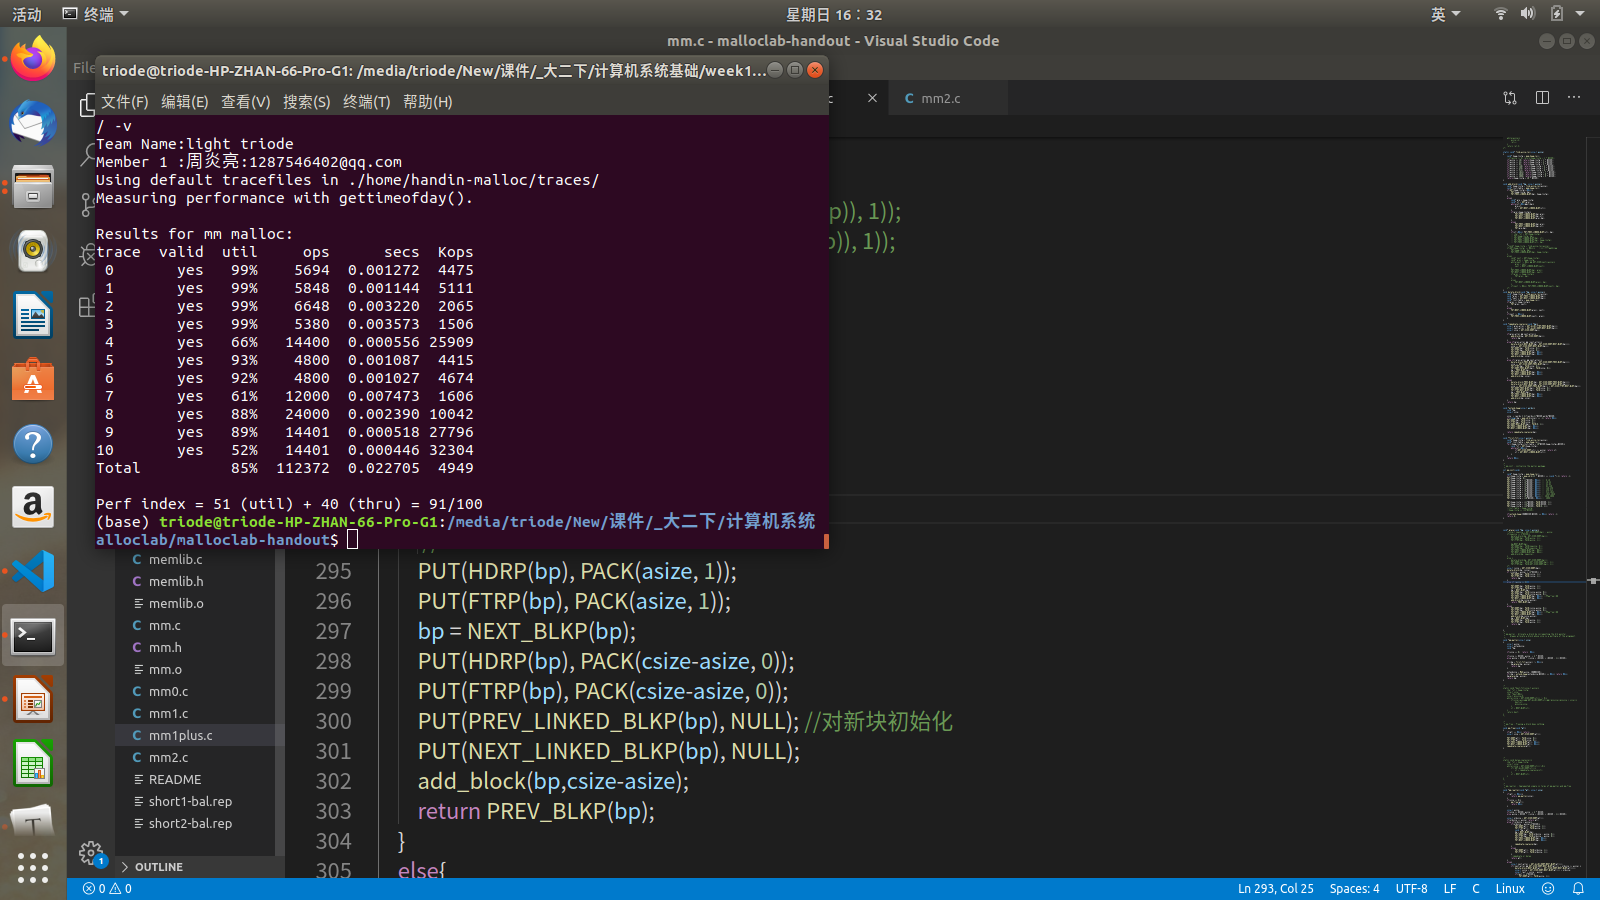 活动 终端 星期日 16：32 英
mm.c - malloclab-handout - Visual Studio Code
File
triode@triode-HP-ZHAN-66-Pro-G1: /media/triode/New/课件/_大二下/计算机系统基础/week1...
文件(F) 编辑(E) 查看(V) 搜索(S) 终端(T) 帮助(H)
c mm2.c
/ -v
Team Name:light triode
Member 1 :周炎亮:1287546402@qq.com
Using default tracefiles in ./home/handin-malloc/traces/
Measuring performance with gettimeofday().
p)), 1));
o)), 1));
Results for mm malloc:
trace valid util ops secs Kops
0 yes 99% 5694 0.001272 4475
1 yes 99% 5848 0.001144 5111
2 yes 99% 6648 0.003220 2065
3 yes 99% 5380 0.003573 1506
4 yes 66% 14400 0.000556 25909
5 yes 93% 4800 0.001087 4415
6 yes 92% 4800 0.001027 4674
7 yes 61% 12000 0.007473 1606
8 yes 88% 24000 0.002390 10042
9 yes 89% 14401 0.000518 27796
10 yes 52% 14401 0.000446 32304
Total 85% 112372 0.022705 4949
Perf index = 51 (util) + 40 (thru) = 91/100
(base) triode@triode-HP-ZHAN-66-Pro-G1:/media/triode/New/课件/_大二下/计算机系统
alloclab/malloclab-handout$
memlib.c
memlib.h
memlib.o
mm.c
mm.h
mm.o
mm0.c
mm1.c
mm1plus.c
mm2.c
README
short1-bal.rep
short2-bal.rep
OUTLINE
295 PUT(HDRP(bp), PACK(asize, 1));
296 PUT(FTRP(bp), PACK(asize, 1));
297 bp = NEXT_BLKP(bp);
298 PUT(HDRP(bp), PACK(csize-asize, 0));
299 PUT(FTRP(bp), PACK(csize-asize, 0));
300 PUT(PREV_LINKED_BLKP(bp), NULL); //对新块初始化
301 PUT(NEXT_LINKED_BLKP(bp), NULL);
302 add_block(bp,csize-asize);
303 return PREV_BLKP(bp);
304 }
305 else{
1
0 0 Ln 293, Col 25 Spaces: 4 UTF-8 LF C Linux